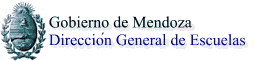 Gobierno de Mendoza
Dirección General de Escuelas